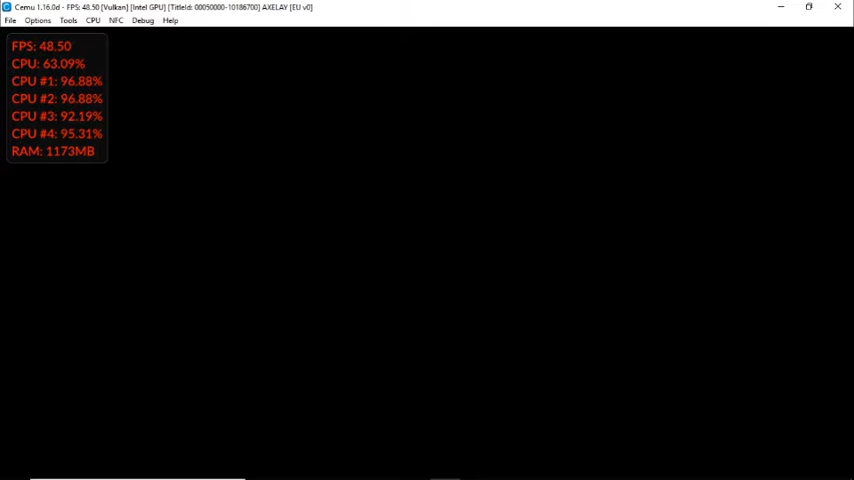 Cemu 1.16.0d - FPS: 48.50 [Vulkan] [Intel GPU] [TitleId: 00050000-10186700] AXELAY [EU v0]
File Options Tools CPU NFC Debug Help
FPS: 48.50
CPU: 63.09%
CPU #1: 96.88%
CPU #2: 96.88%
CPU #3: 92.19%
CPU #4: 95.31%
RAM: 1173MB